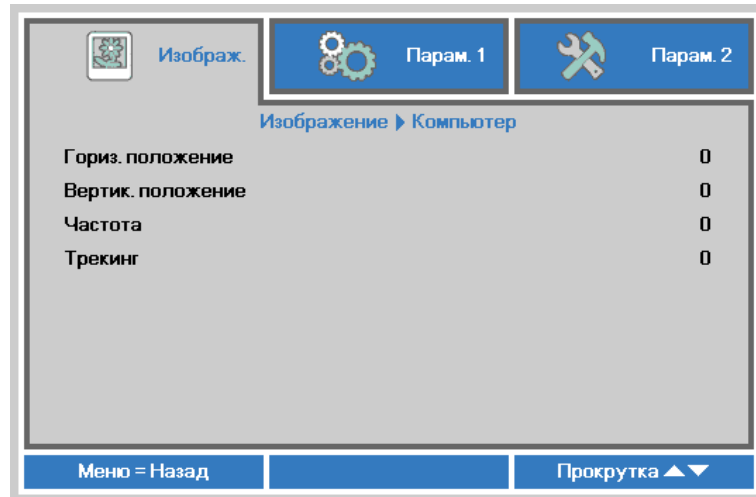 Изображ.
Парам. 1
Парам. 2
Изображение ▶ Компьютер
Гориз. положение 0
Вертик. положение 0
Частота 0
Трекинг 0
Меню = Назад
Прокрутка ▲▼